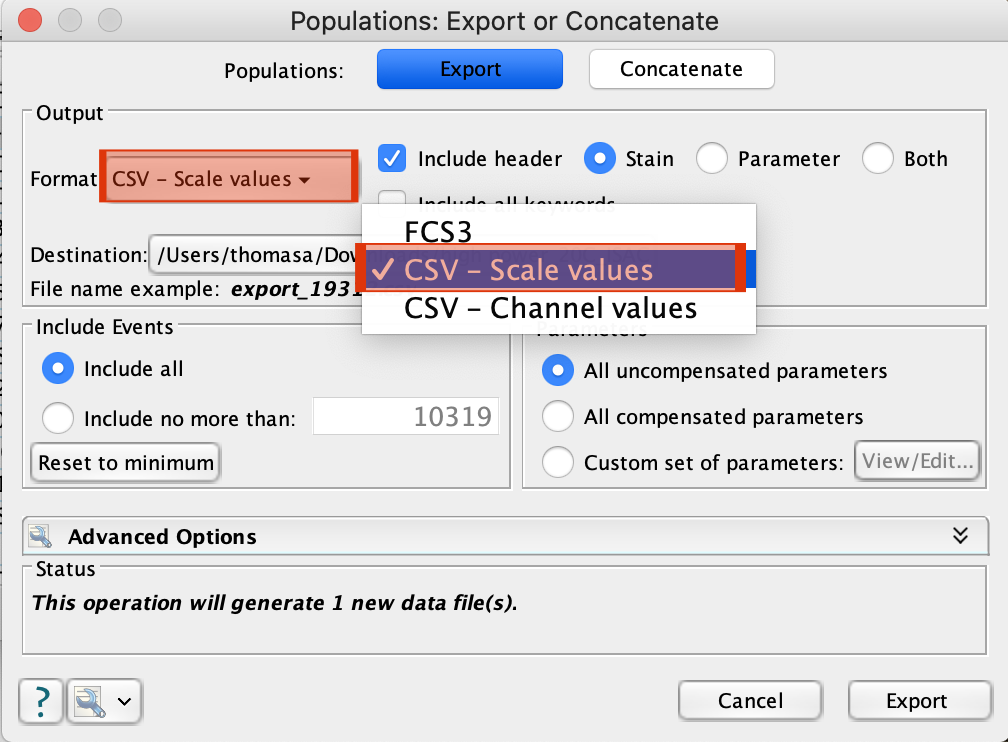 Populations: Export or Concatenate
Populations: Export Concatenate
Output
Format CSV – Scale values Include header Stain Parameter Both
Include all keywords
FCS3
Destination: /Users/thomasa/Dow
✓ CSV – Scale values
File name example: export_1931
CSV – Channel values
Include Events
Include all
Include no more than: 10319
Reset to minimum
Parameters
All uncompensated parameters
All compensated parameters
Custom set of parameters: View/Edit...
Advanced Options
Status
This operation will generate 1 new data file(s).
? Cancel Export